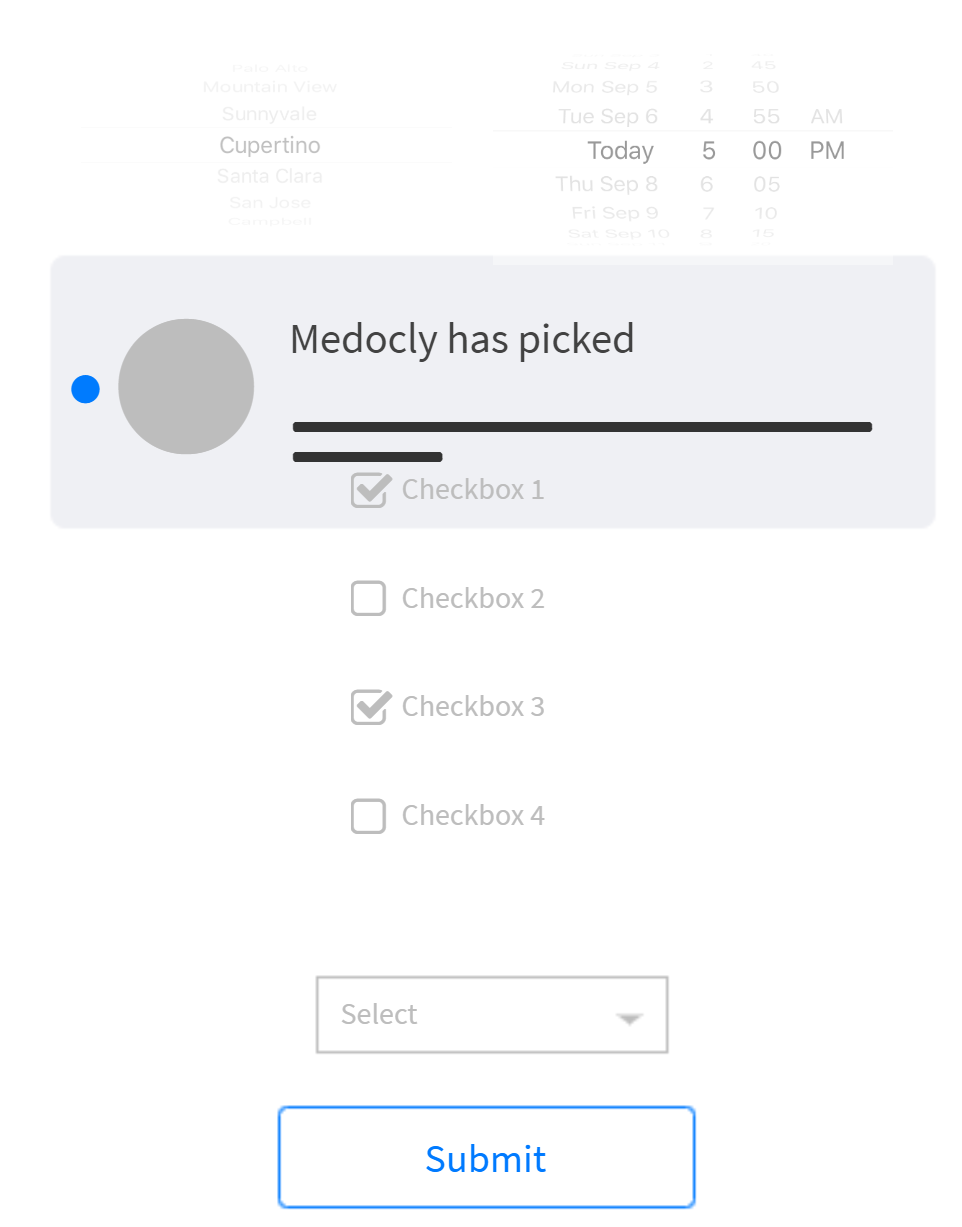 Palo Alto
Mountain View
Sunnyvale
Cupertino
Santa Clara
San Jose
Campbell
Sun Sep 4 2 45
Mon Sep 5 3 50
Tue Sep 6 4 55 AM
Today 5 00 PM
Thu Sep 8 6 05
Fri Sep 9 7 10
Sat Sep 10 8 15
Medocly has picked
Checkbox 1
Checkbox 2
Checkbox 3
Checkbox 4
Select
Submit